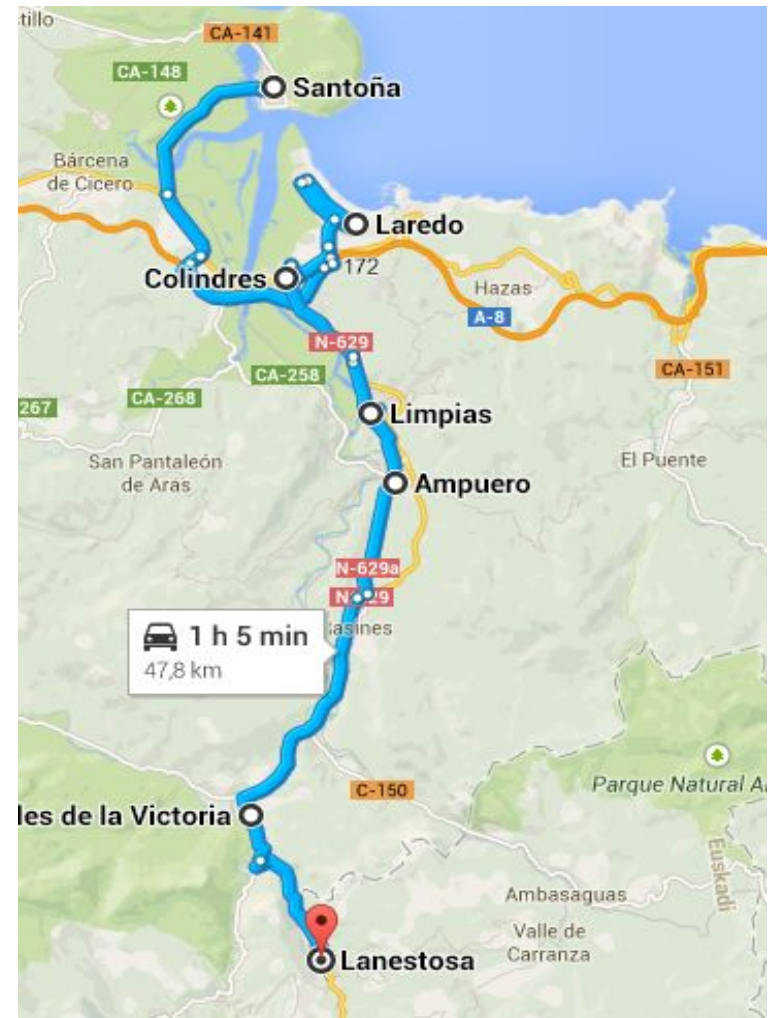 tillo
CA-141
CA-148
Santoña
Bárcena
de Cicero
Laredo
Colindres
172
Hazas
A-8
N-629
CA-258
CA-151
CA-268
267
Limpias
San Pantaleón
de Aras
El Puente
Ampuero
N-629a
N 29
asines
1 h 5 min
47,8 km
Parque Natural A
C-150
les de la Victoria
Euskadi
Ambasaguas
Valle de
Carranza
Lanestosa